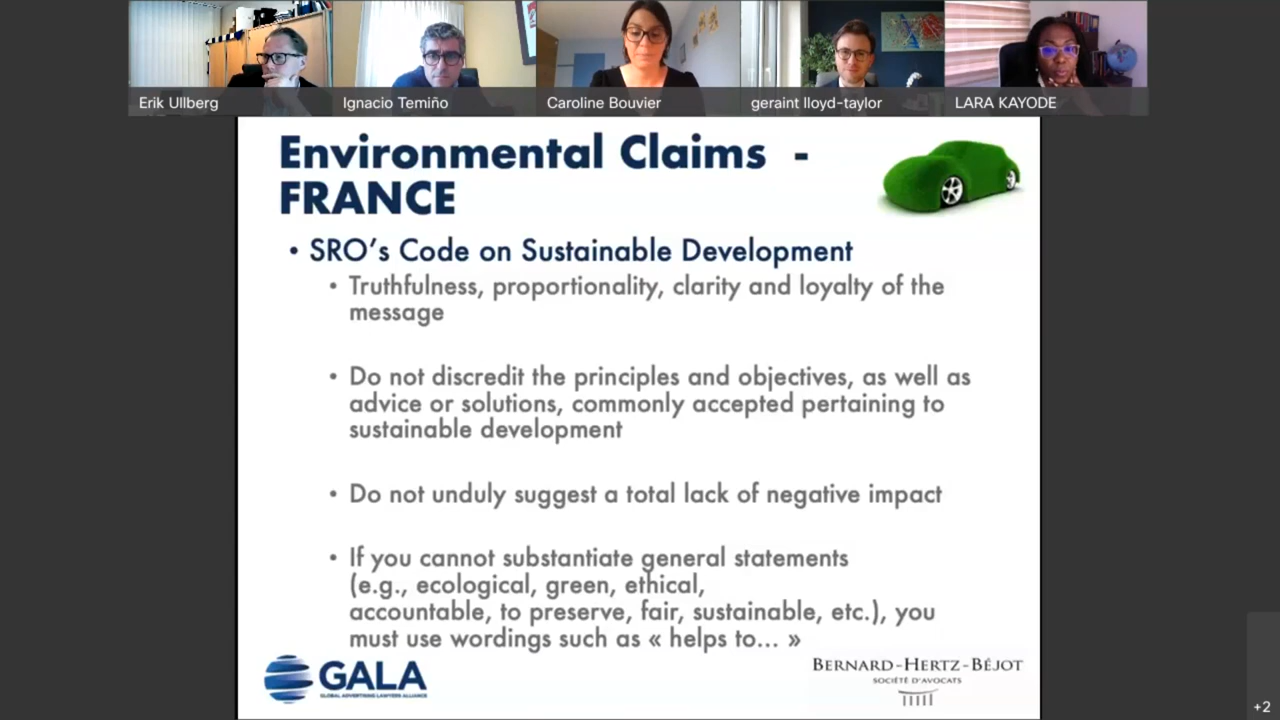 Erik Ullberg
Ignacio Temiño
Caroline Bouvier
geraint lloyd-taylor
LARA KAYODE
Environmental Claims -
FRANCE
• SRO's Code on Sustainable Development
• Truthfulness, proportionality, clarity and loyalty of the
message
• Do not discredit the principles and objectives, as well as
advice or solutions, commonly accepted pertaining to
sustainable development
• Do not unduly suggest a total lack of negative impact
• If you cannot substantiate general statements
(e.g., ecological, green, ethical,
accountable, to preserve, fair, sustainable, etc.), you
must use wordings such as « helps to... »
GALA
GLOBAL ADVERTISING LAWYERS ALLIANCE
BERNARD-HERTZ-BÉJOT
SOCIÉTÉ D'AVOCATS
+2